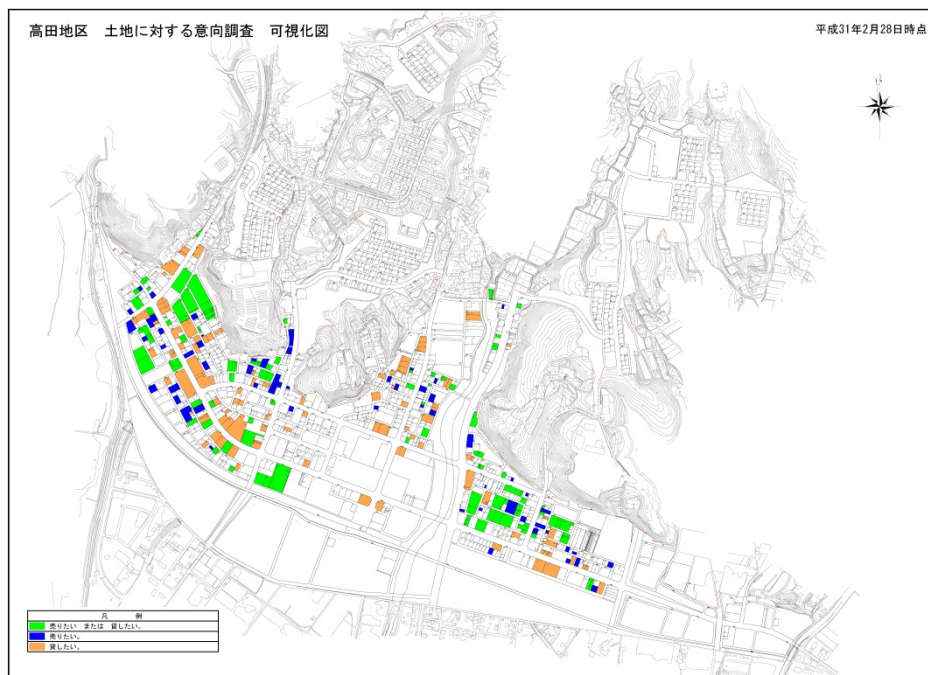 高田地区　土地に対する意向調査　可視化図
平成31年2月28日時点
凡　例
売りたい　または　貸したい。
売りたい。
貸したい。